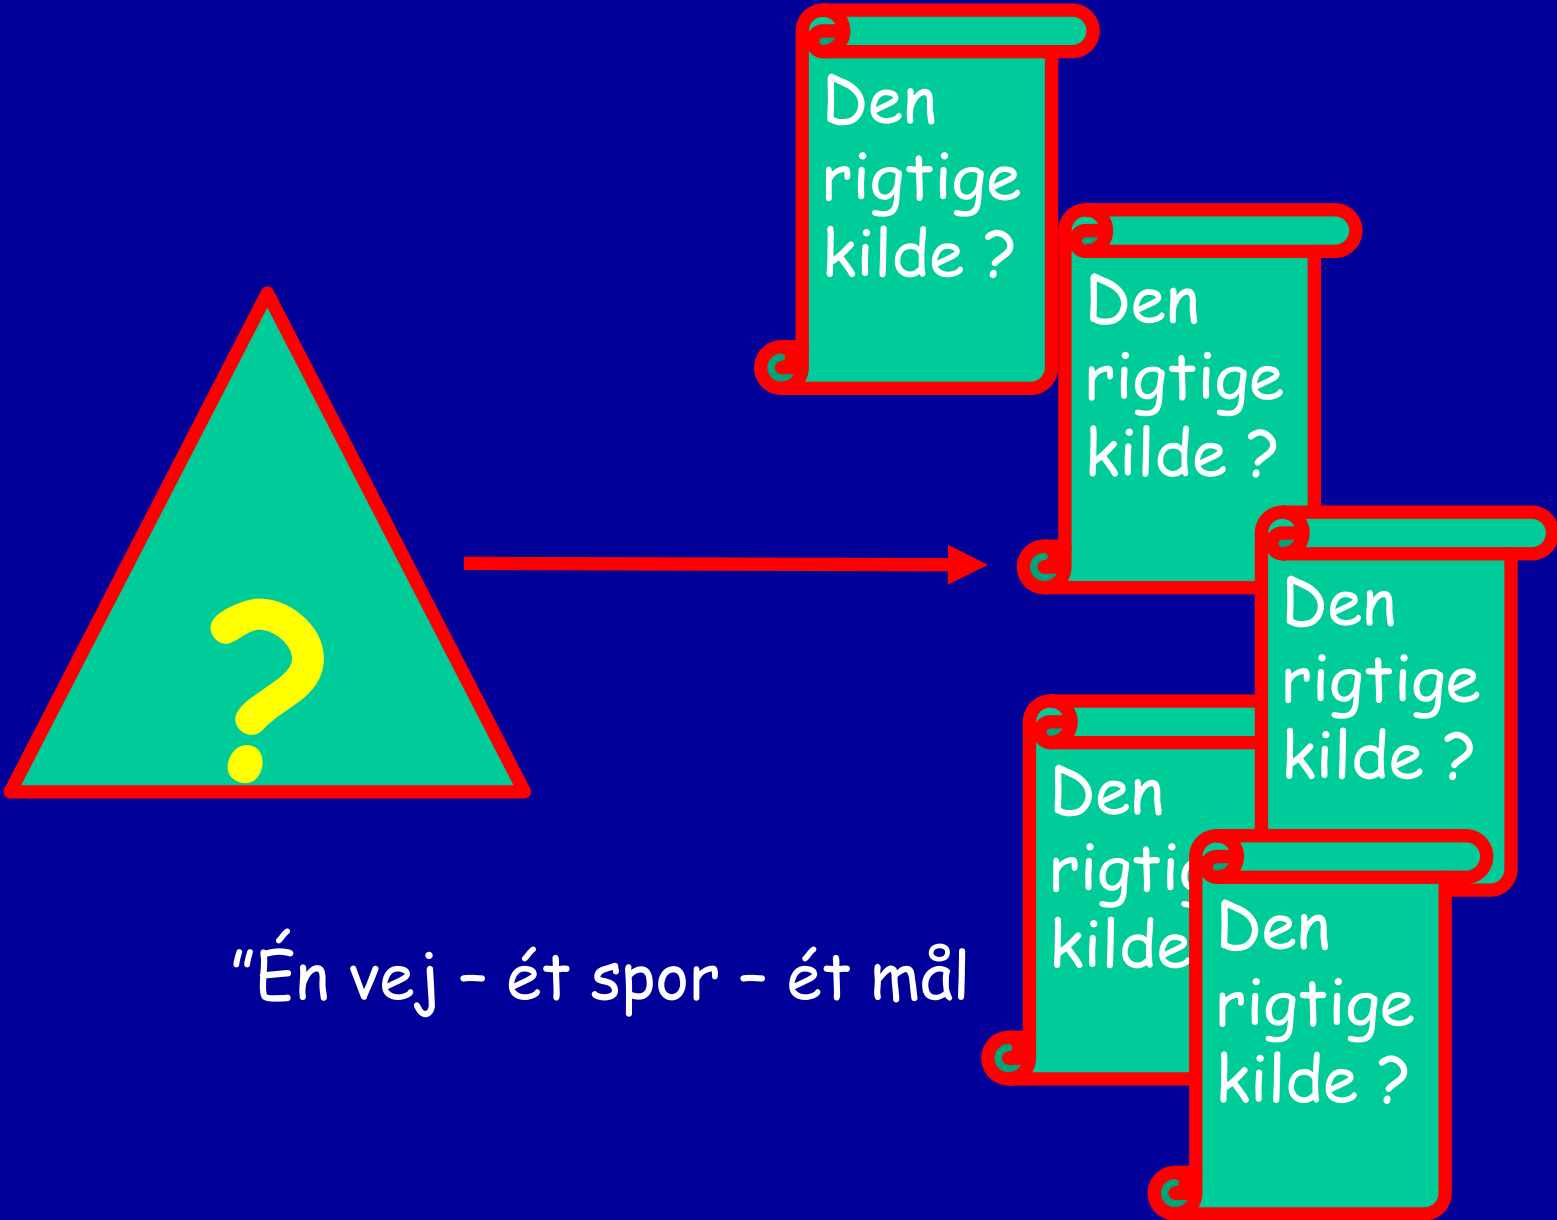 Den
rigtige
kilde ?
Den
rigtige
kilde ?
Den
rigtige
kilde ?
?
Den
kilde
Den
rigtige
kilde ?
”Én vej – ét spor – ét mål